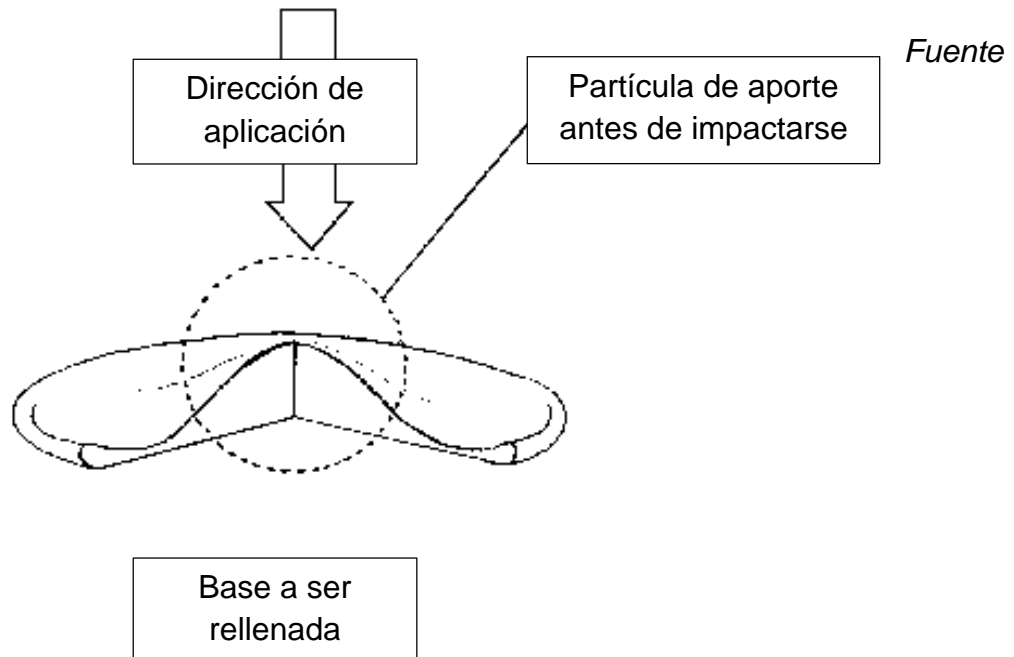 Fuente
Dirección de
aplicación
Partícula de aporte
antes de impactarse
Base a ser
rellenada